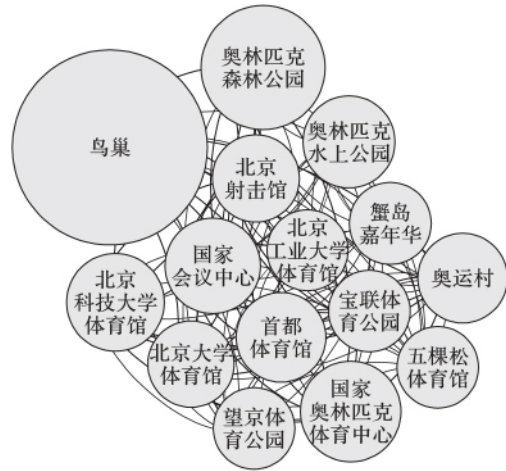 奥林匹克
森林公园
鸟巢
奥林匹克
水上公园
北京
射击馆
蟹岛
嘉年华
北京
工业大学
体育馆
国家
会议中心
奥运村
北京
科技大学
体育馆
宝联体
育公园
首都
体育馆
北京大学
体育馆
五棵松
体育馆
国家
奥林匹克
体育中心
望京体
育公园